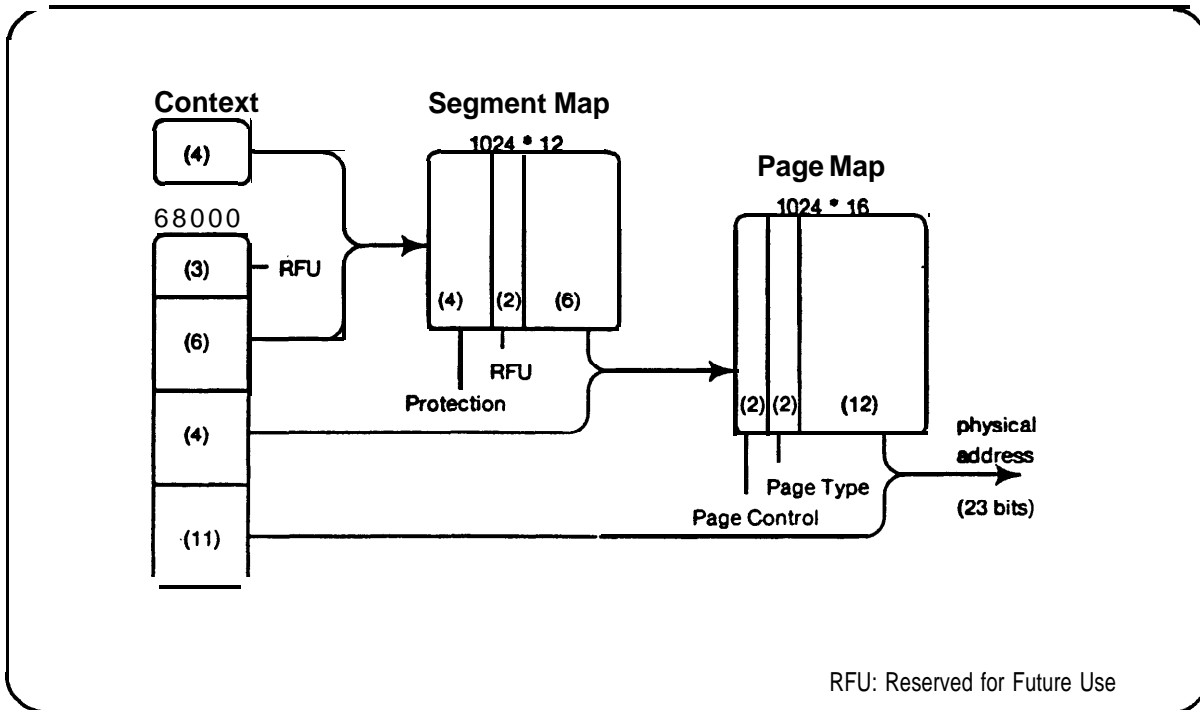 Context
(4)
68000
(3)
RFU
(6)
(4)
(11)
Segment Map
1024 * 12
(4)
(2)
(6)
RFU
Protection
Page Map
1024 * 16
(2)
(2)
(12)
Page Type
Page Control
physical
address
(23 bits)
RFU: Reserved for Future Use